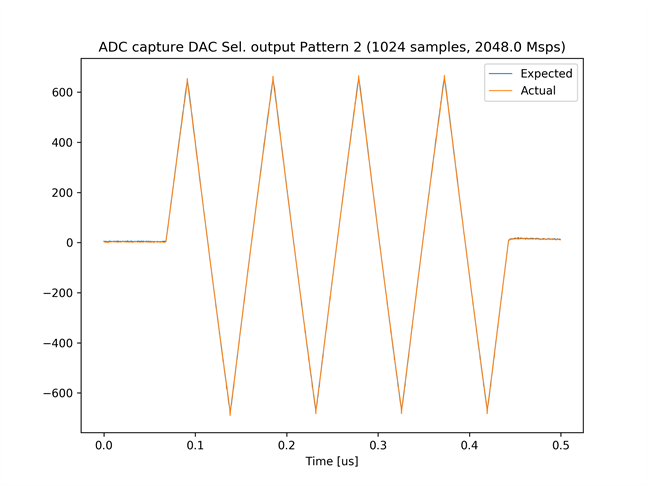 ADC capture DAC Sel. output Pattern 2 (1024 samples, 2048.0 Msps)
Expected
Actual
600
400
200
0
−200
−400
−600
0.0 0.1 0.2 0.3 0.4 0.5
Time [us]